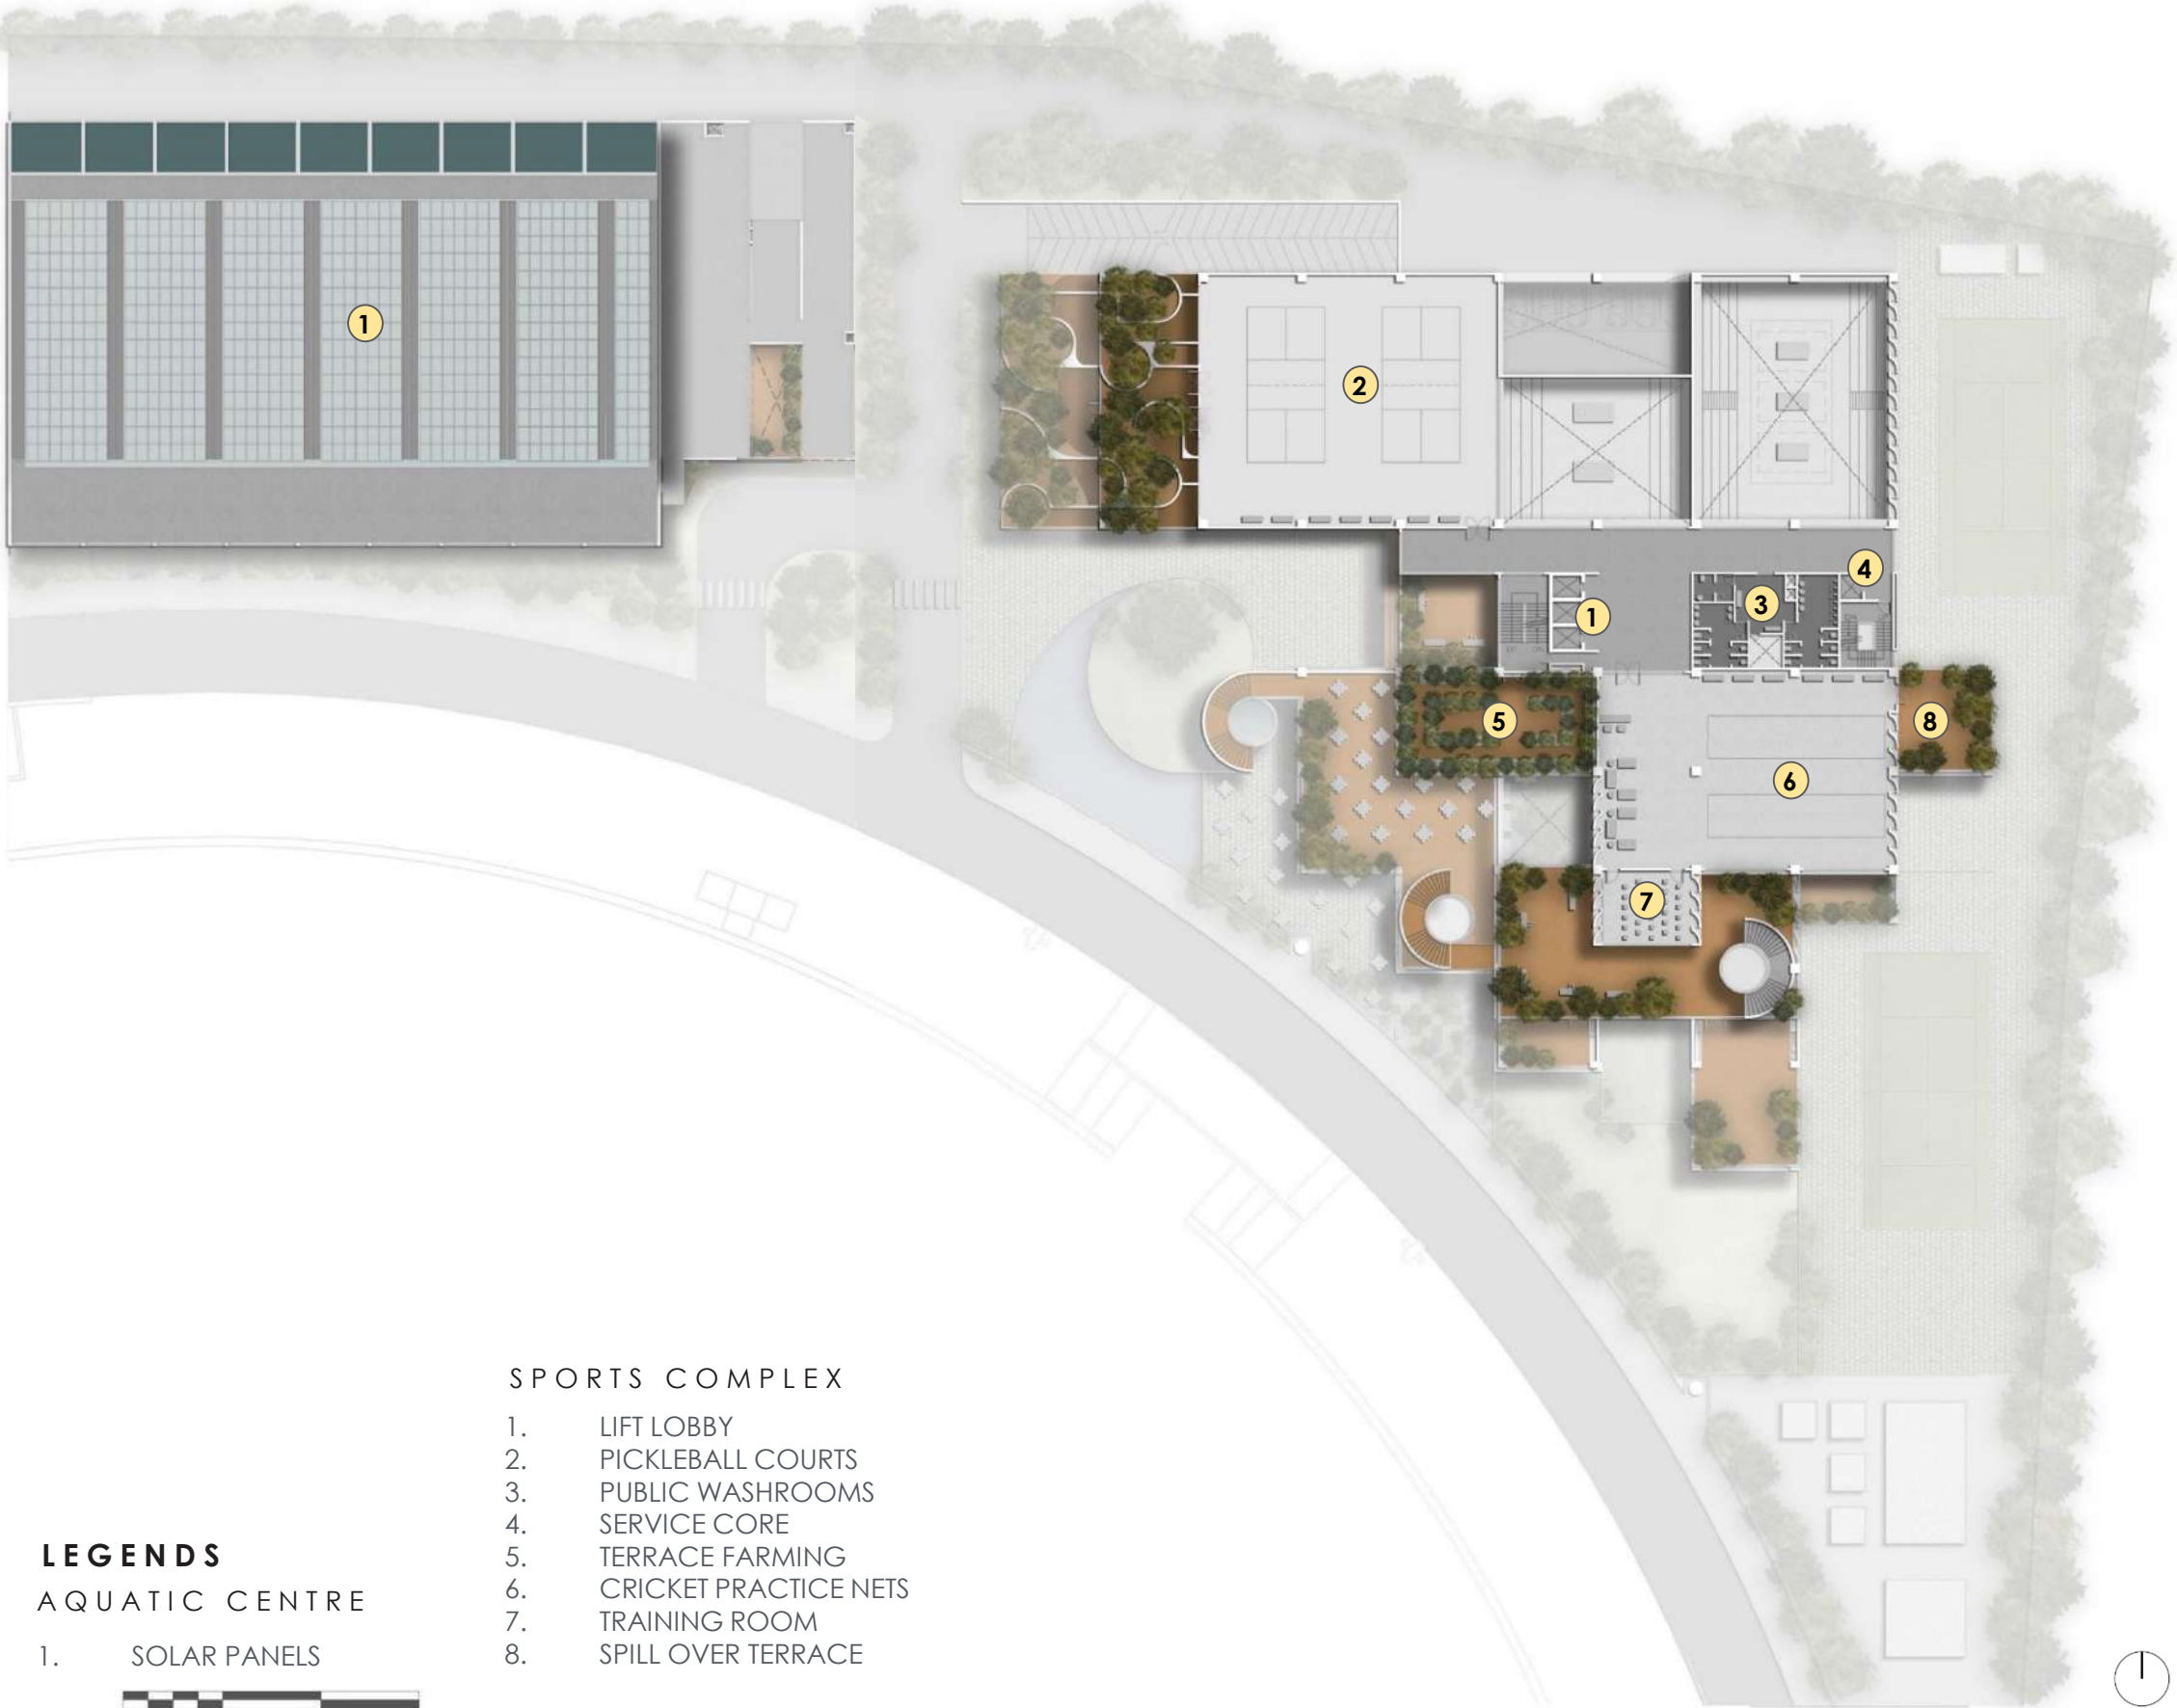 1
2
4
3
1
5
8
6
7
SPORTS COMPLEX
1. LIFT LOBBY
2. PICKLEBALL COURTS
3. PUBLIC WASHROOMS
4. SERVICE CORE
5. TERRACE FARMING
6. CRICKET PRACTICE NETS
7. TRAINING ROOM
8. SPILL OVER TERRACE
LEGENDS
AQUATIC CENTRE
1. SOLAR PANELS